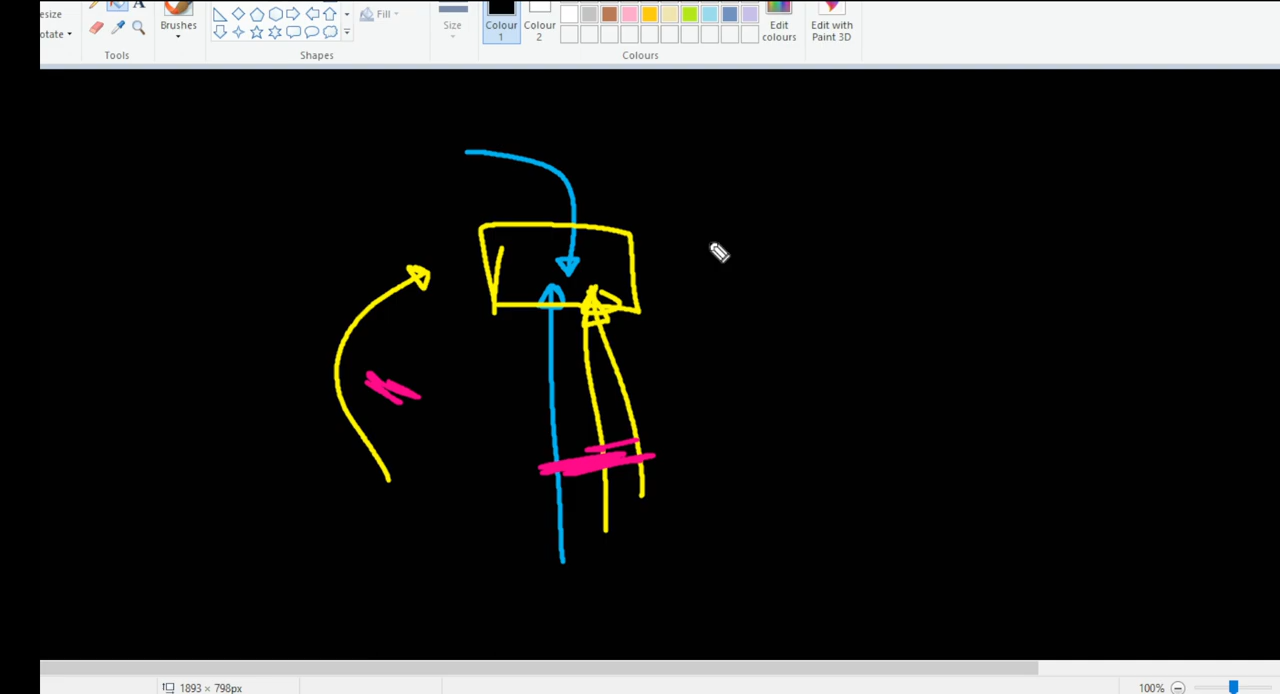 esize
otate
A
Tools
Shapes
Brushes
Fill
Size
Colour
1
Colour
2
Edit
colours
Edit with
Paint 3D
Colours
1893 × 798px
100%